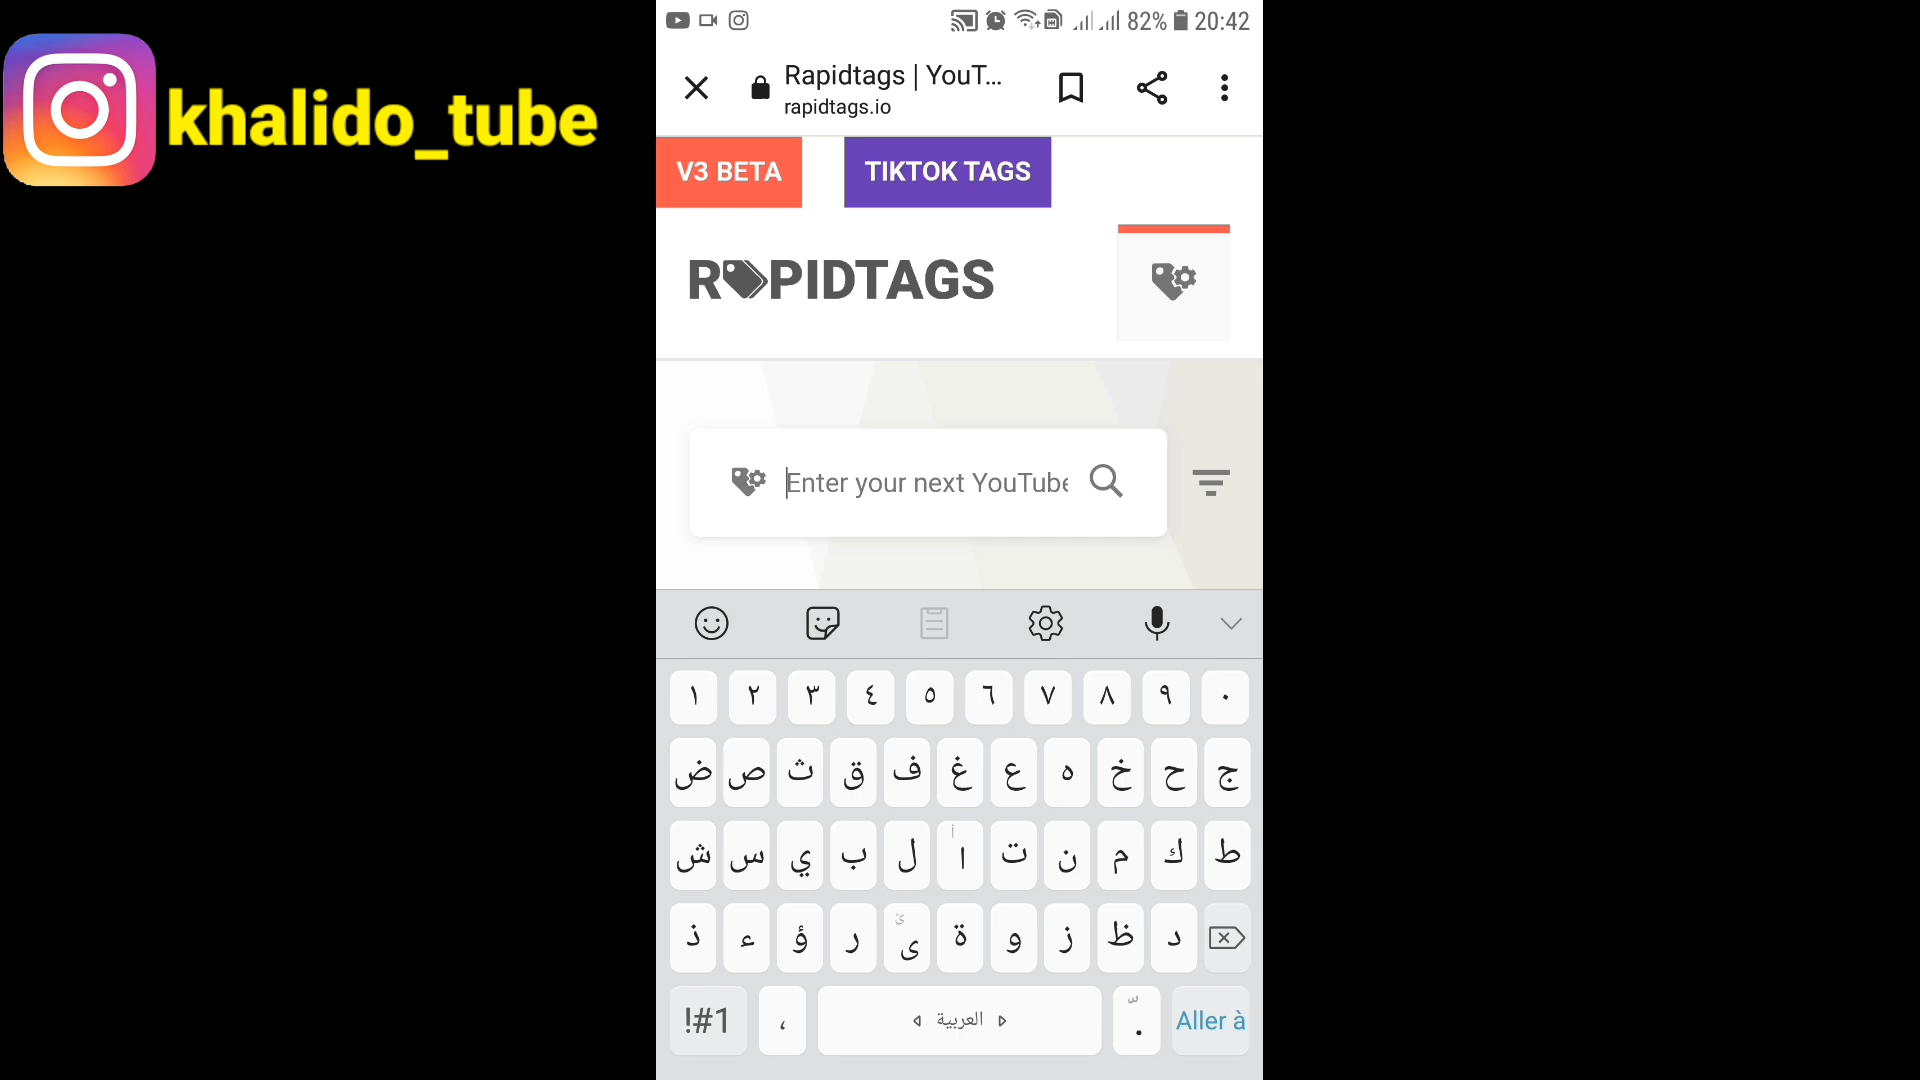 khalido_tube
82% 20:42
Rapidtags | YouT...
rapidtags.io
V3 BETA TIKTOK TAGS
RAPIDTAGS
Enter your next YouTube
١ ٢ ٣ ٤ ٥ ٦ ٧ ٨ ٩ ٠
ض ص ث ق ف غ ع ه خ ح ج
ش س ي ب ل ا أ ت ن م ك ط
ذ ء ؤ ر ى ئ ة و ز ظ د
!#1 ، العربية . Aller à